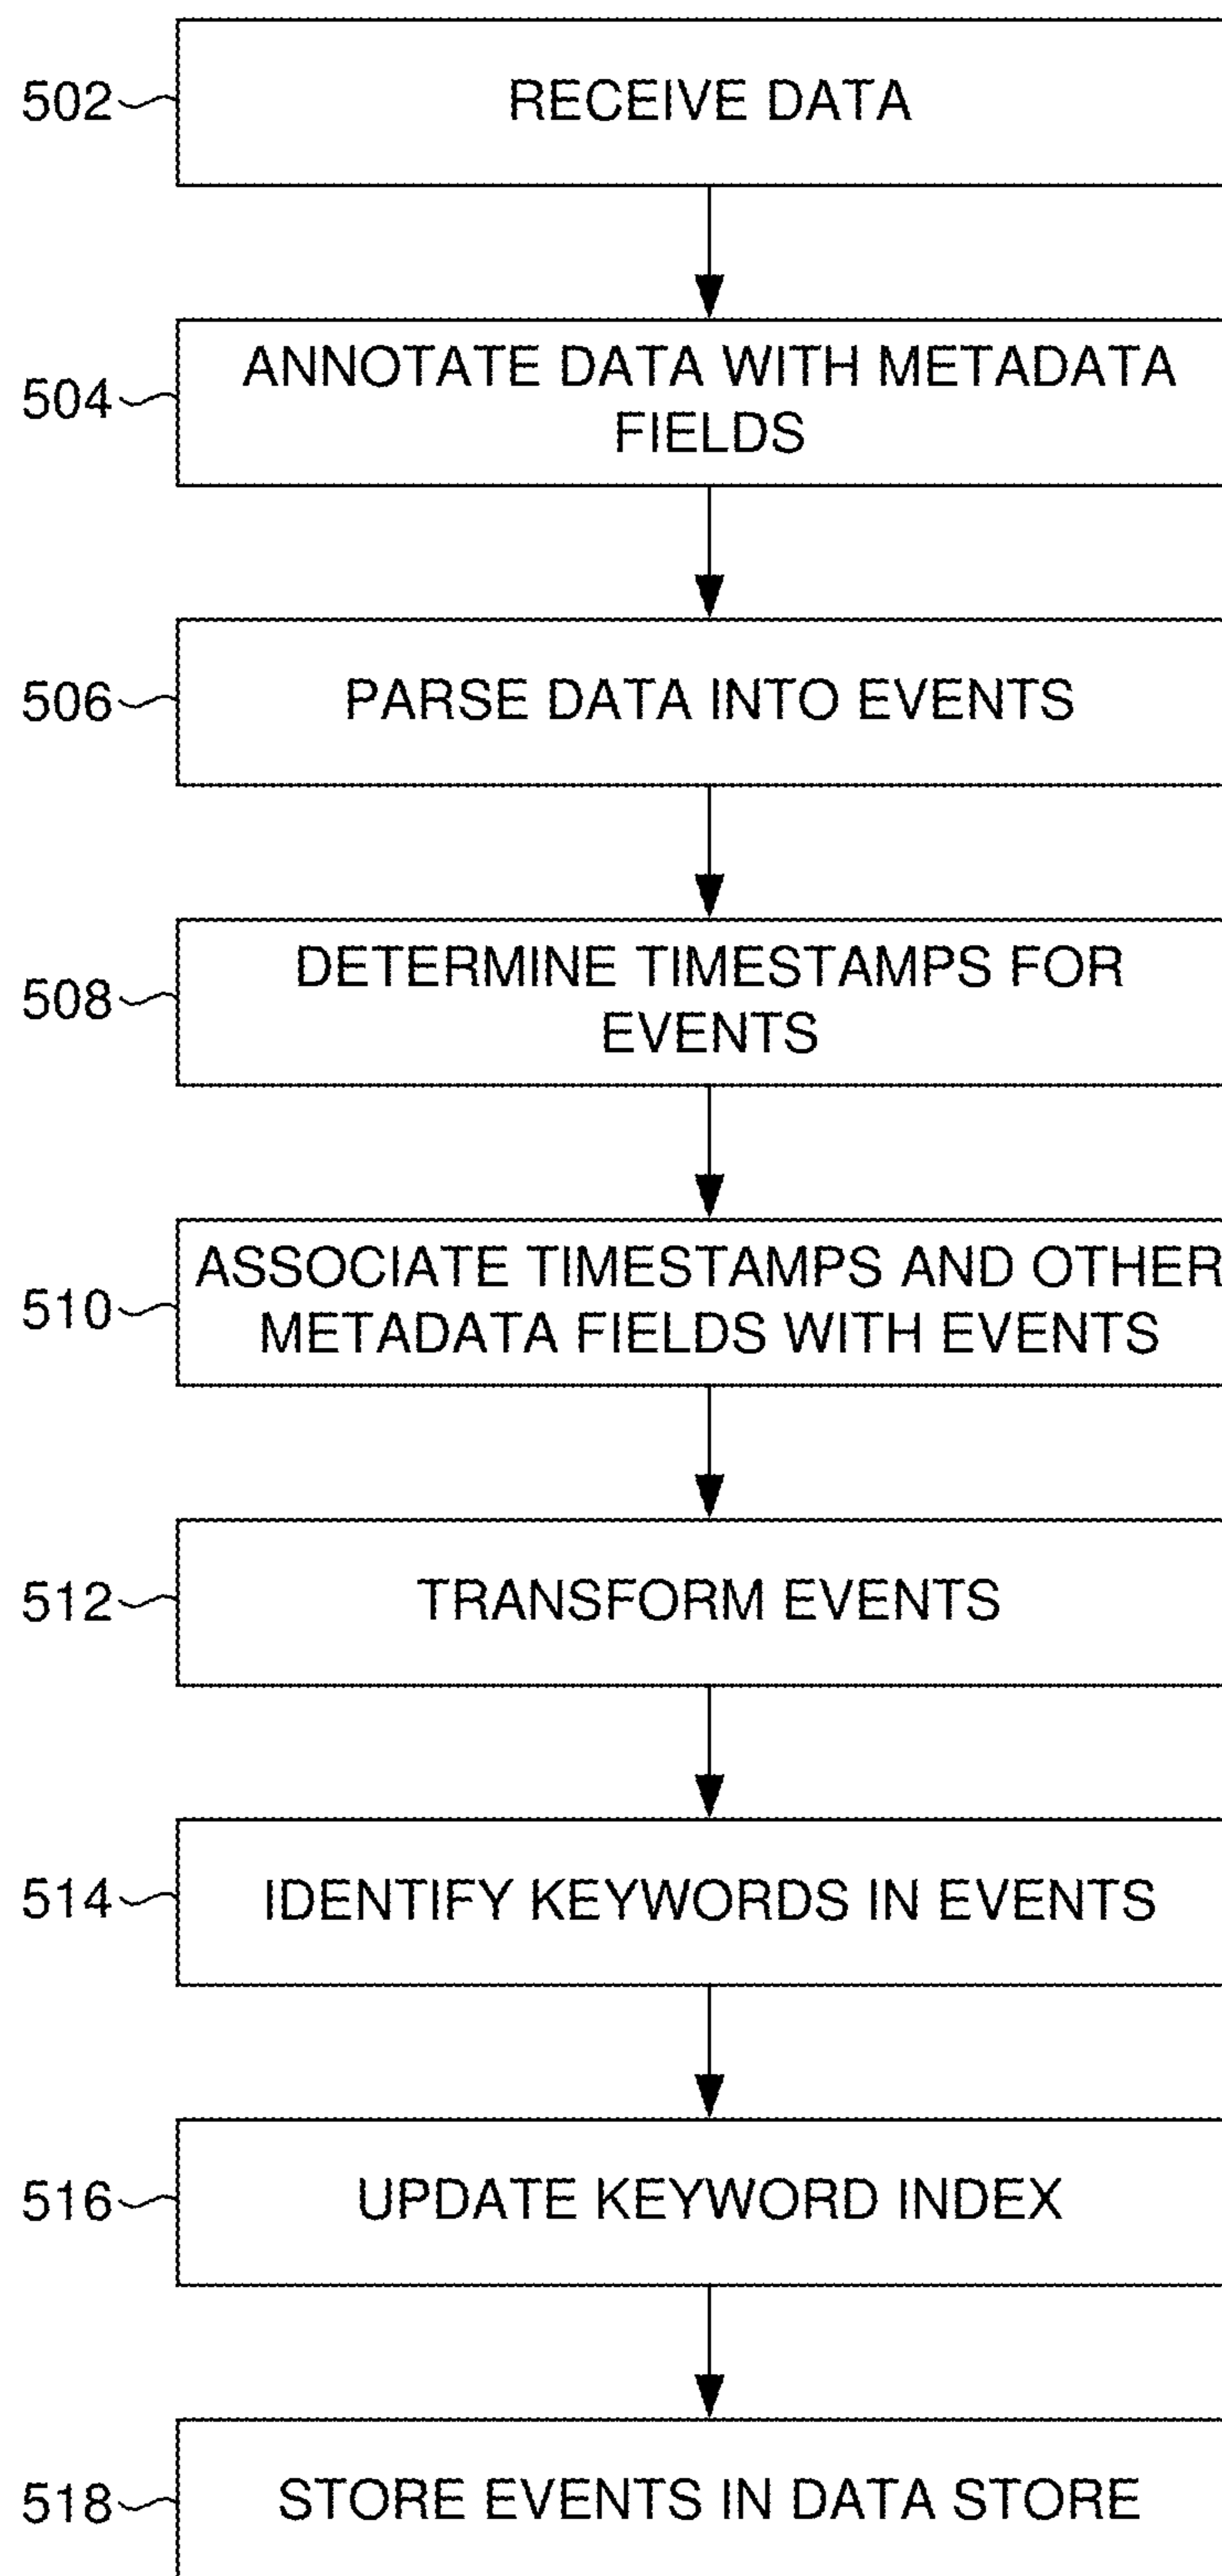 502
RECEIVE DATA
504
ANNOTATE DATA WITH METADATA
FIELDS
506
PARSE DATA INTO EVENTS
508
DETERMINE TIMESTAMPS FOR
EVENTS
510
ASSOCIATE TIMESTAMPS AND OTHER
METADATA FIELDS WITH EVENTS
512
TRANSFORM EVENTS
514
IDENTIFY KEYWORDS IN EVENTS
516
UPDATE KEYWORD INDEX
518
STORE EVENTS IN DATA STORE